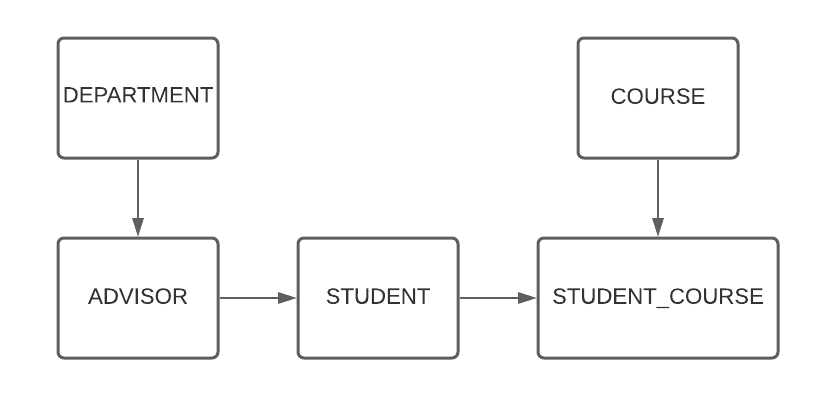 DEPARTMENT
COURSE
ADVISOR
STUDENT
STUDENT_COURSE